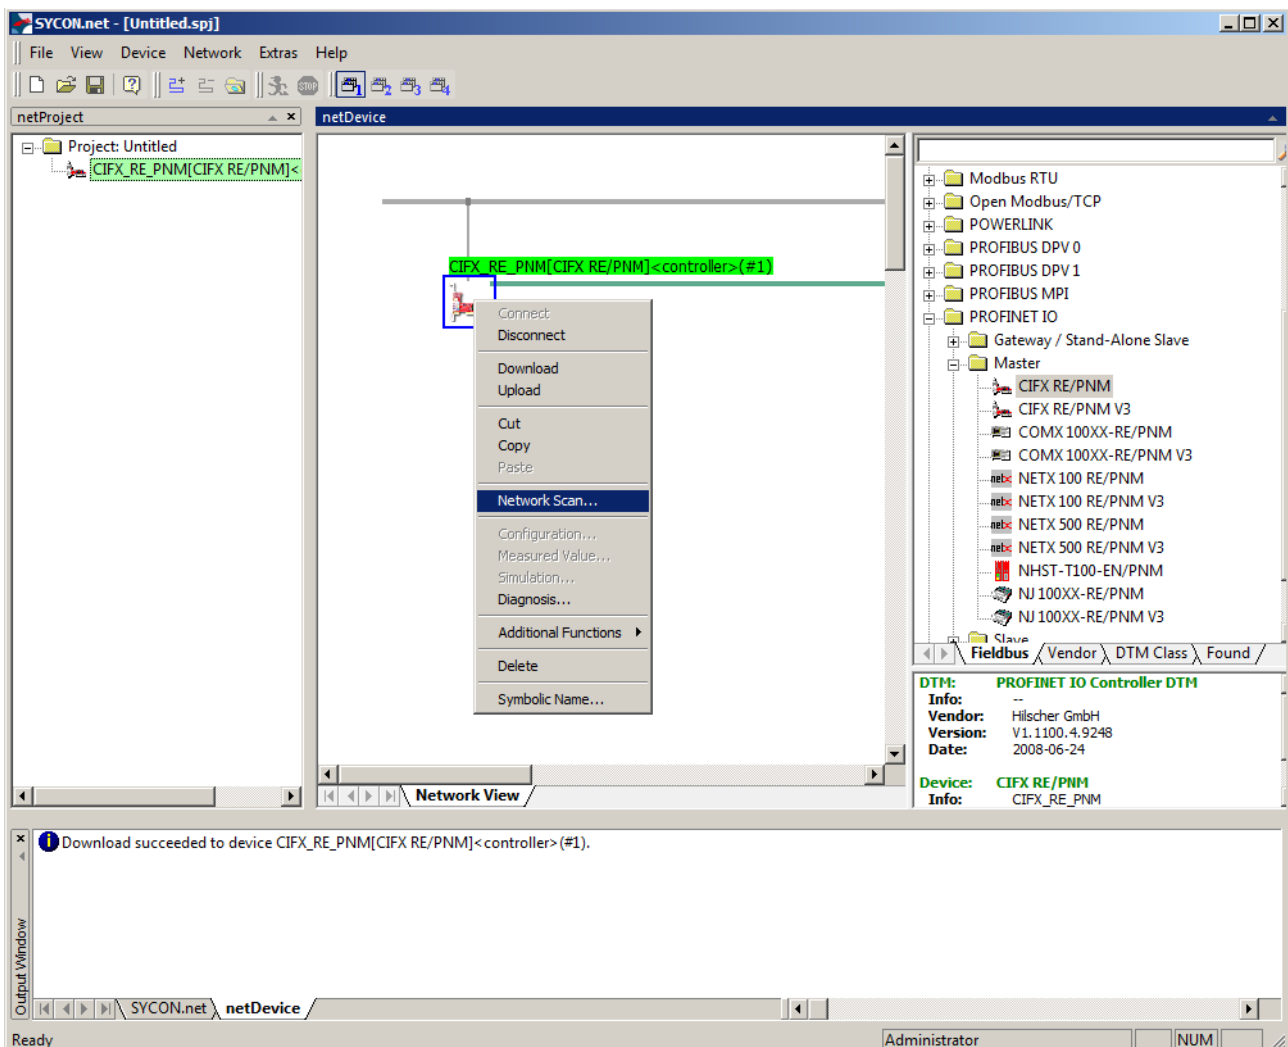 SYCON.net - [Untitled.spj]
File View Device Network Extras Help
netProject
Project: Untitled
CIFX_RE_PNM[CIFX RE/PNM]<
netDevice
CIFX_RE_PNM[CIFX RE/PNM]<controller>(#1)
Connect
Disconnect
Download
Upload
Cut
Copy
Paste
Network Scan...
Configuration...
Measured Value...
Simulation...
Diagnosis...
Additional Functions
Delete
Symbolic Name...
Network View
Modbus RTU
Open Modbus/TCP
POWERLINK
PROFIBUS DPV0
PROFIBUS DPV1
PROFIBUS MPI
PROFINET IO
Gateway / Stand-Alone Slave
Master
CIFX RE/PNM
CIFX RE/PNM V3
COMX 100XX-RE/PNM
COMX 100XX-RE/PNM V3
netx NETX 100 RE/PNM
netx NETX 100 RE/PNM V3
netx NETX 500 RE/PNM
netx NETX 500 RE/PNM V3
NHST-T100-EN/PNM
NJ 100XX-RE/PNM
NJ 100XX-RE/PNM V3
Slave
Fieldbus Vendor DTM Class Found
DTM: PROFINET IO Controller DTM
Info: --
Vendor: Hilscher GmbH
Version: V1.1100.4.9248
Date: 2008-06-24
Device: CIFX RE/PNM
Info: CIFX_RE_PNM
Download succeeded to device CIFX_RE_PNM[CIFX RE/PNM]<controller>(#1).
Output Window
SYCON.net netDevice
Ready Administrator NUM